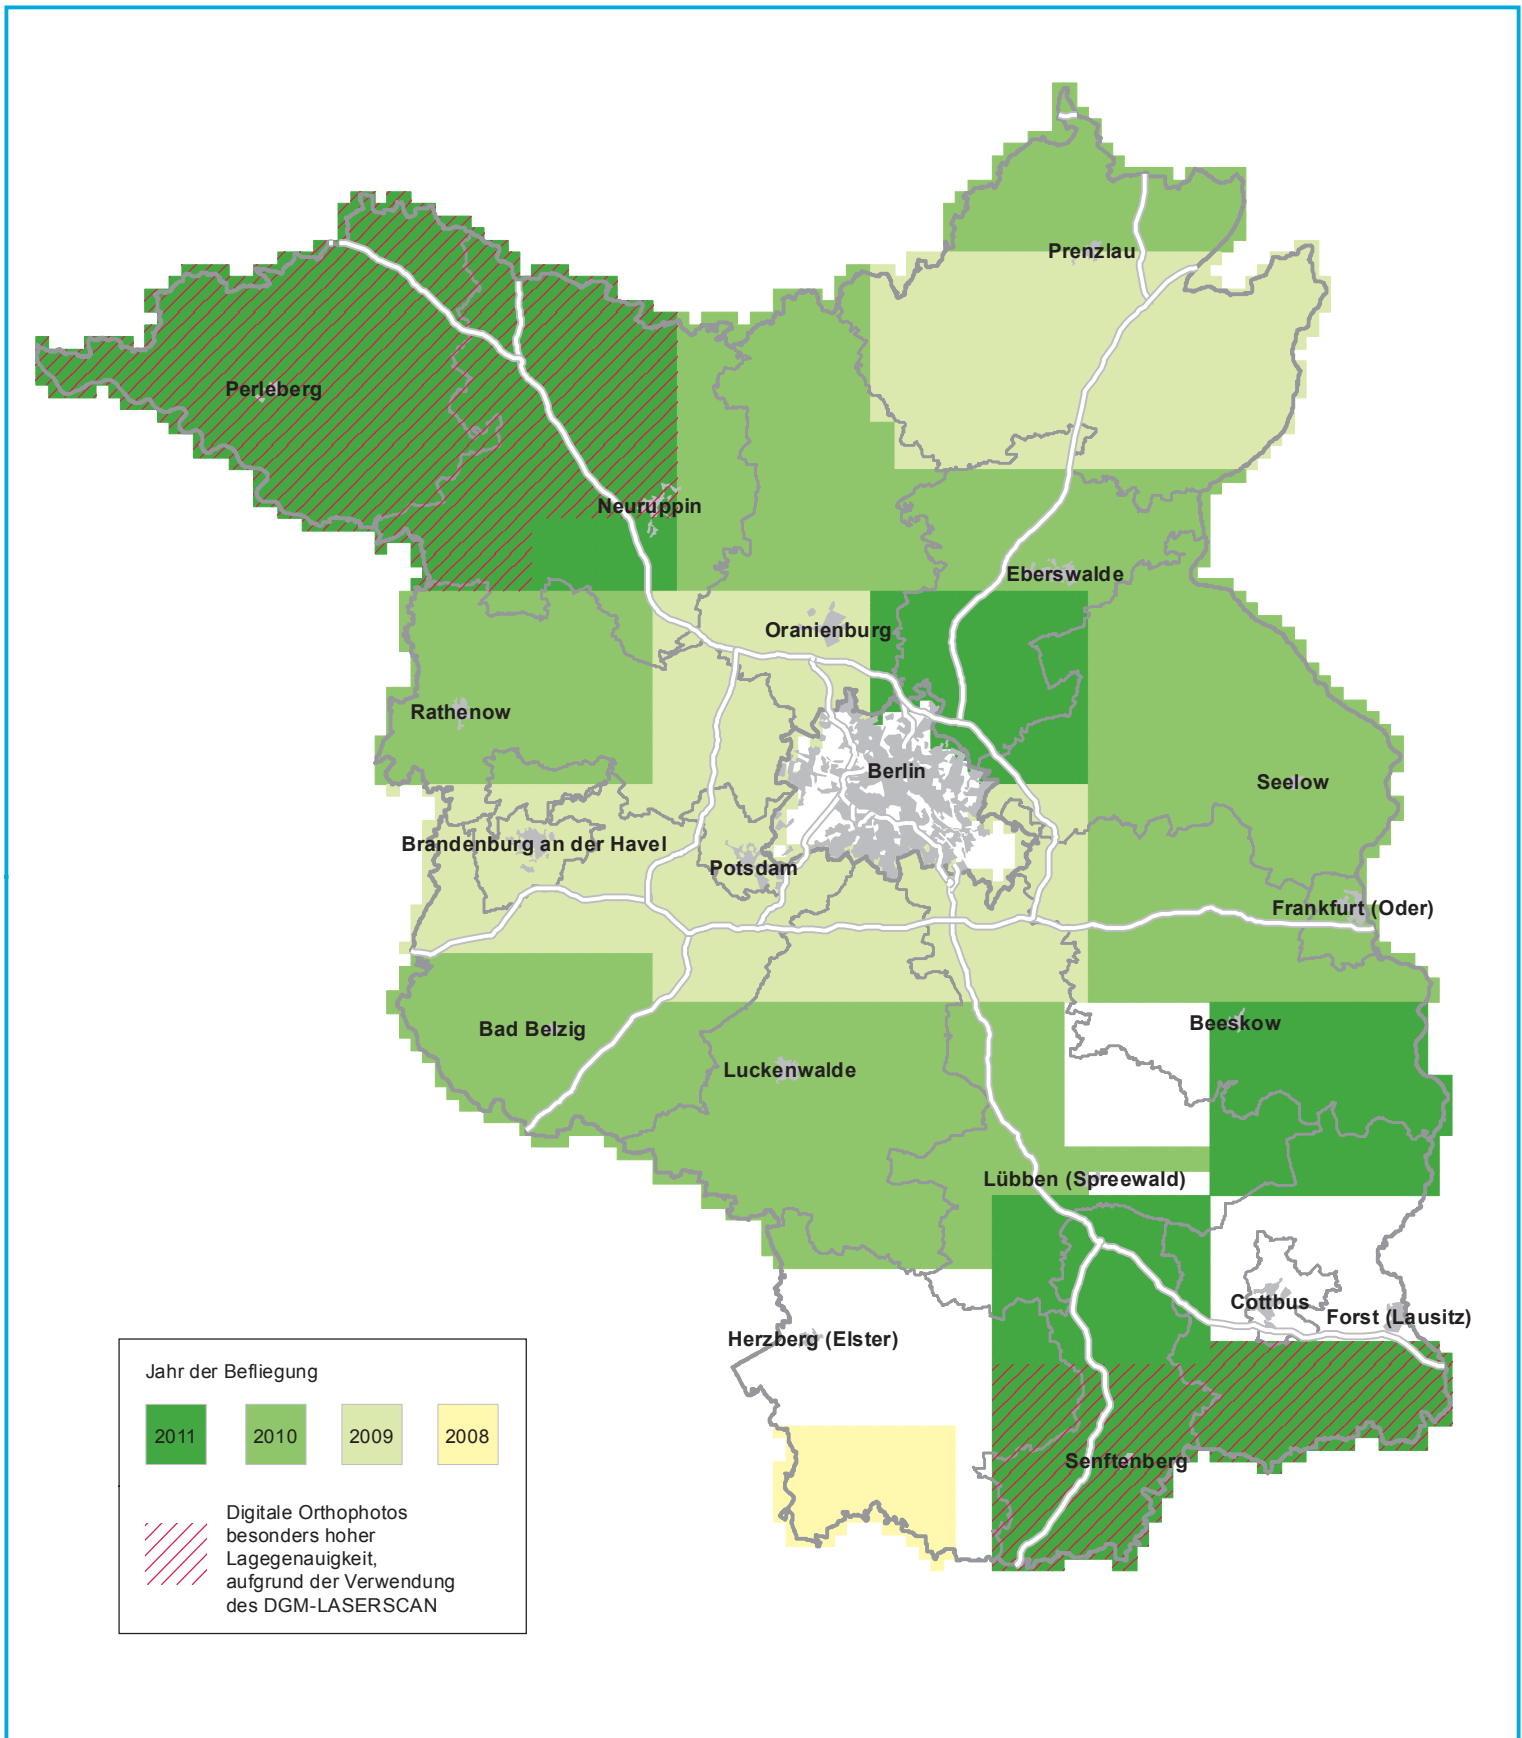 Prenzlau
Perleberg
Neuruppin
Eberswalde
Oranienburg
Rathenow
Berlin
Seelow
Brandenburg an der Havel
Potsdam
Frankfurt (Oder)
Bad Belzig
Beeskow
Luckenwalde
Lübben (Spreewald)
Cottbus
Forst (Lausitz)
Herzberg (Elster)
Senftenberg
Jahr der Befliegung
2011 2010 2009 2008
Digitale Orthophotos
besonders hoher
Lagegenauigkeit,
aufgrund der Verwendung
des DGM-LASERSCAN